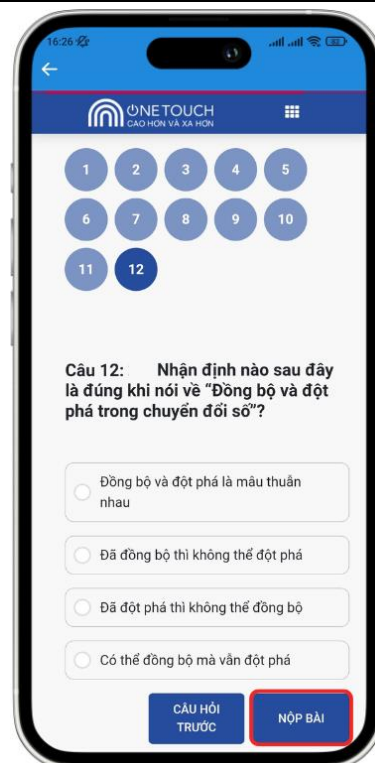 16:26
32
ONETOUCH
CAO HƠN VÀ XA HƠN
1 2 3 4 5
6 7 8 9 10
11 12
Câu 12: Nhận định nào sau đây
là đúng khi nói về “Đồng bộ và đột
phá trong chuyển đổi số”?
Đồng bộ và đột phá là mâu thuẫn
nhau
Đã đồng bộ thì không thể đột phá
Đã đột phá thì không thể đồng bộ
Có thể đồng bộ mà vẫn đột phá
CÂU HỎI
TRƯỚC
NỘP BÀI